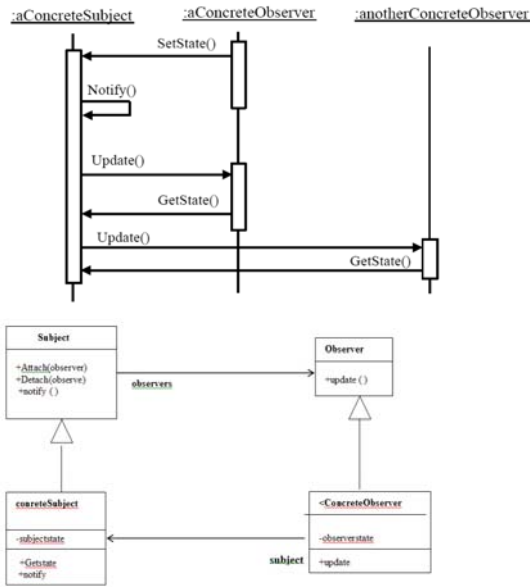 :aConcreteSubject :aConcreteObserver :anotherConcreteObserver
SetState()
Notify()
Update()
GetState()
Update()
GetState()
Subject
+Attach(observer)
+Detach(observe)
+notify ( )
observers
Observer
+update ( )
conreteSubject
-subjectstate
+Getstate
+notify
subject
<ConcreteObserver
-observerstate
+update